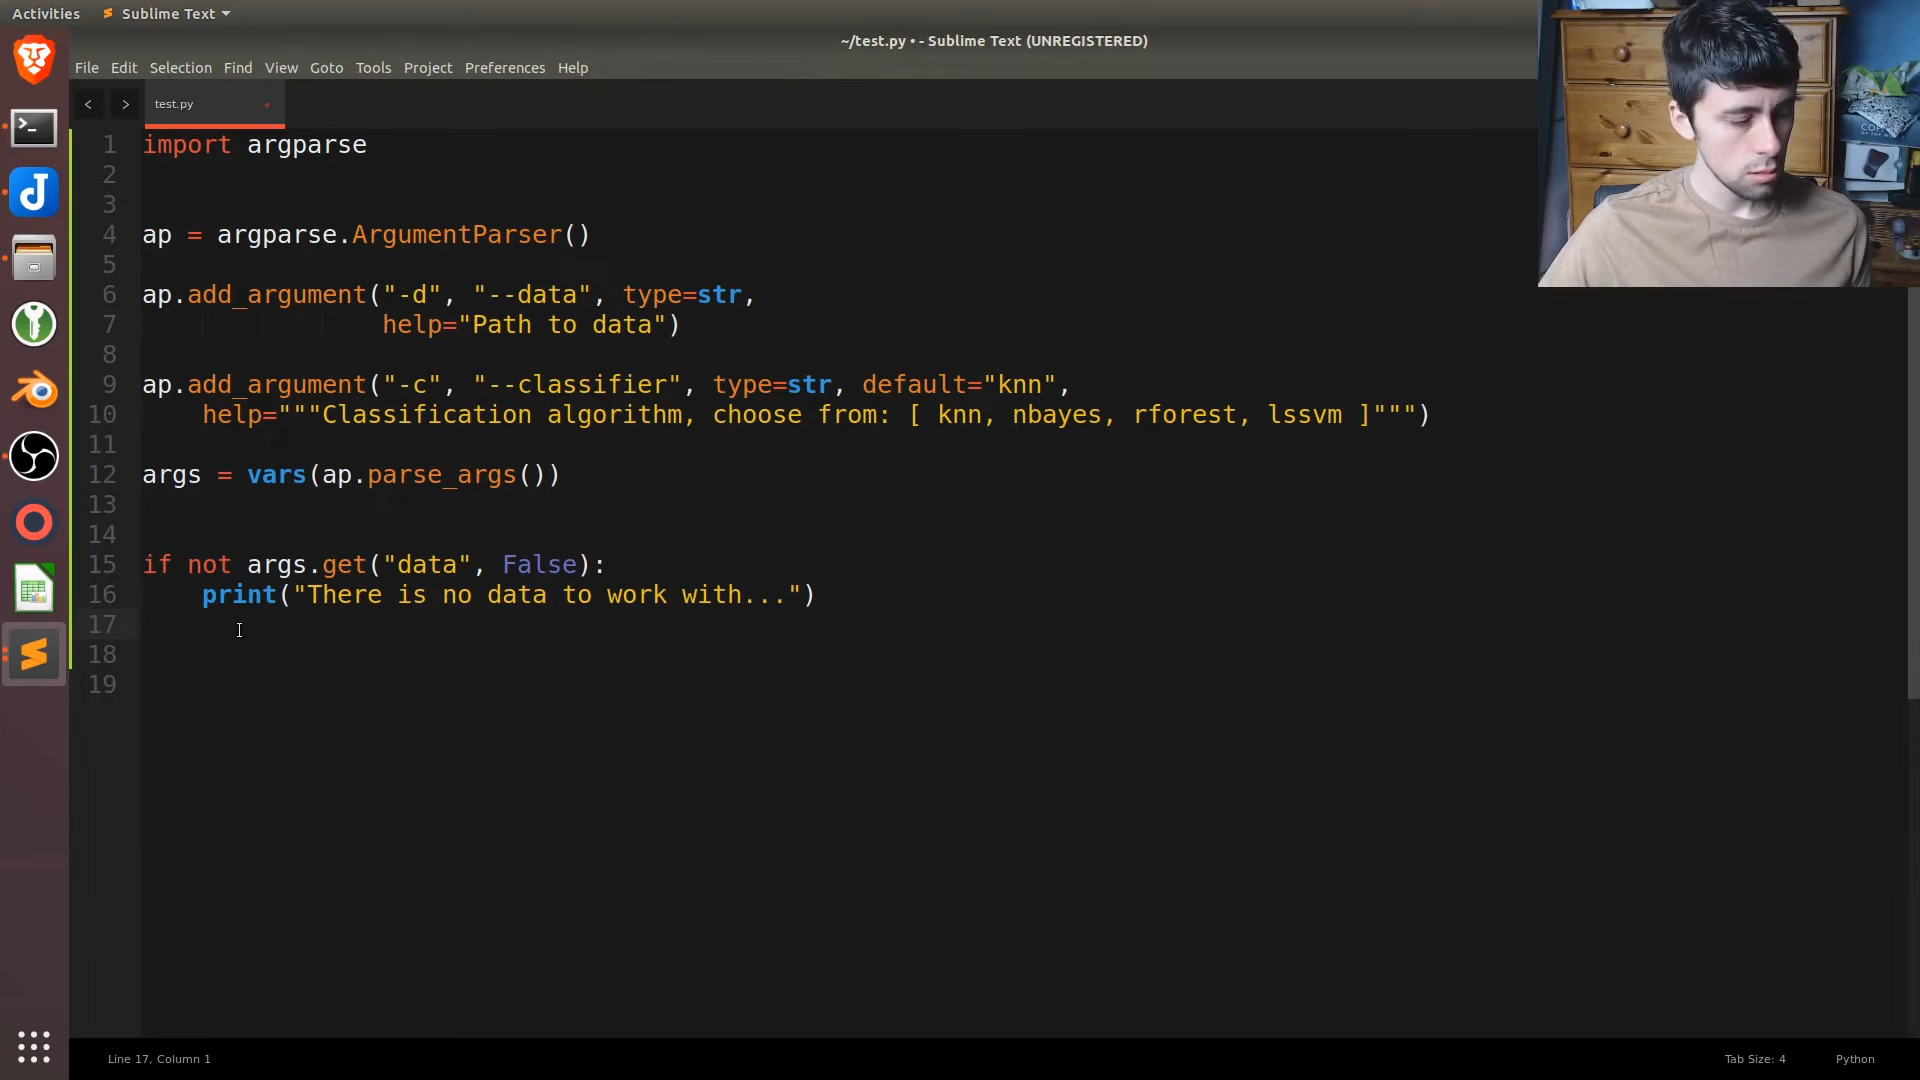 Activities
Sublime Text
~/test.py • - Sublime Text (UNREGISTERED)
File Edit Selection Find View Goto Tools Project Preferences Help
< > test.py
1 import argparse
2
3
4 ap = argparse.ArgumentParser()
5
6 ap.add_argument("-d", "--data", type=str,
7 help="Path to data")
8
9 ap.add_argument("-c", "--classifier", type=str, default="knn",
10 help="""Classification algorithm, choose from: [ knn, nbayes, rforest, lssvm ]""")
11
12 args = vars(ap.parse_args())
13
14
15 if not args.get("data", False):
16 print("There is no data to work with...")
17
18
19
Line 17, Column 1
Tab Size: 4
Python